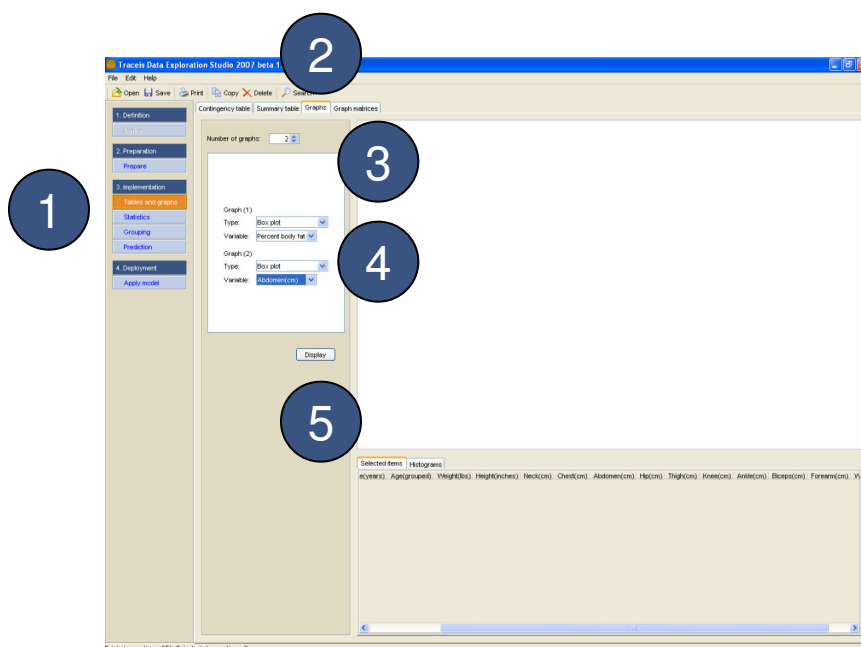 Traceis Data Exploration Studio 2007 beta 1
2
File Edit Help
Open Save Print Copy Delete Search
1. Definition
Contingency table Summary table Graphs Graph matrices
Number of graphs: 2
2. Preparation
Prepare
3
3. Implementation
Tables and graphs
Statistics
Grouping
Prediction
1
4. Deployment
Apply model
Graph (1)
Type: Box plot
Variable: Percent body fat
Graph (2)
Type: Box plot
Variable: Abdomen(cm)
4
Display
5
Selected items Histograms
e(years) Age(grouped) Weight(lbs) Height(inches) Neck(cm) Chest(cm) Abdomen(cm) Hip(cm) Thigh(cm) Knee(cm) Ankle(cm) Biceps(cm) Forearm(cm) W